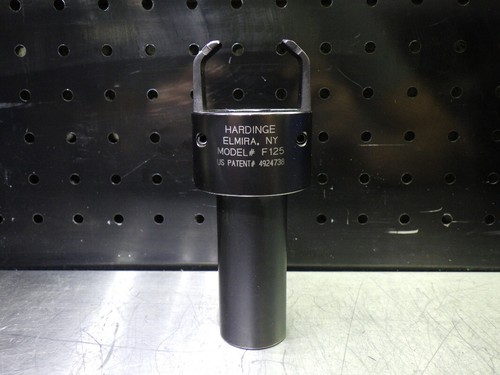 HARDINGE
ELMIRA, NY
MODEL# F125
US PATENT# 4924738